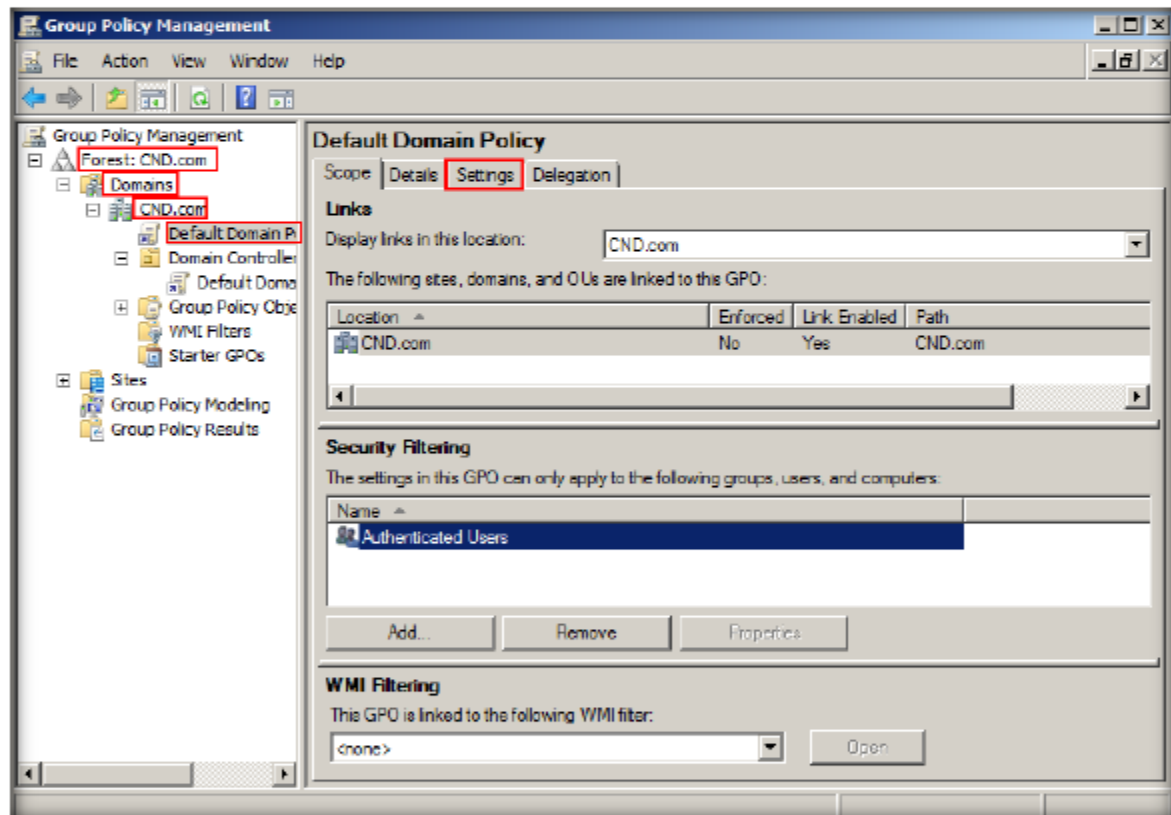 Group Policy Management
File Action View Window Help
Group Policy Management
Forest: CND.com
Domains
CND.com
Default Domain P
Domain Controller
Default Doma
Group Policy Obje
WMI Filters
Starter GPOs
Sites
Group Policy Modeling
Group Policy Results
Default Domain Policy
Scope Details Settings Delegation
Links
Display links in this location: CND.com
The following sites, domains, and OUs are linked to this GPO:
Location Enforced Link Enabled Path
CND.com No Yes CND.com
Security Filtering
The settings in this GPO can only apply to the following groups, users, and computers:
Name
Authenticated Users
Add... Remove Properties
WMI Filtering
This GPO is linked to the following WMI filter:
<none> Open